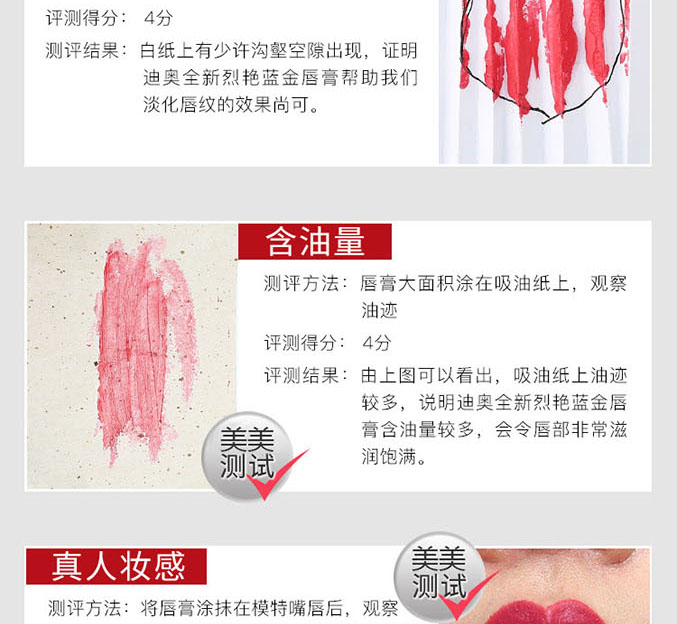 评测得分： 4分
测评结果： 白纸上有少许沟壑空隙出现，证明
迪奥全新烈艳蓝金唇膏帮助我们
淡化唇纹的效果尚可。
含油量
测评方法： 唇膏大面积涂在吸油纸上，观察
油迹
评测得分： 4分
评测结果： 由上图可以看出，吸油纸上油迹
较多，说明迪奥全新烈艳蓝金唇
膏含油量较多，会令唇部非常滋
润饱满。
美美
测试
真人妆感
美美
测试
测评方法： 将唇膏涂抹在模特嘴唇后，观察